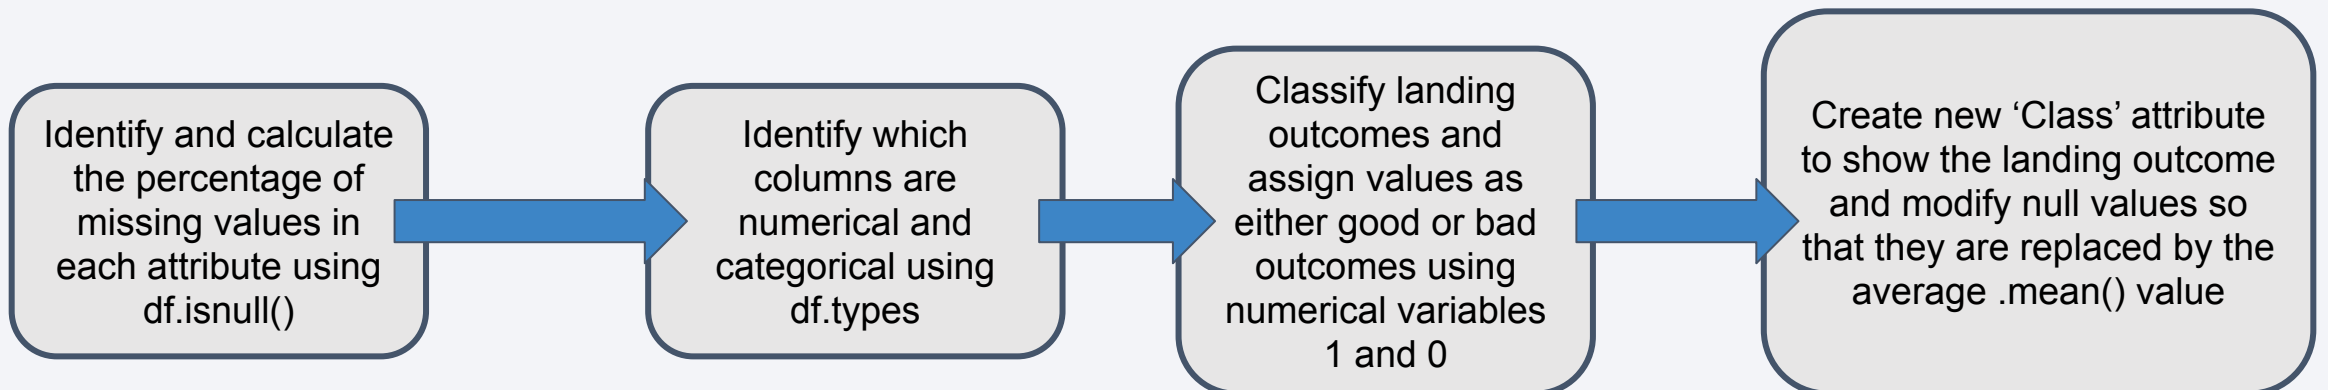 Identify and calculate
the percentage of
missing values in
each attribute using
df.isnull()
Identify which
columns are
numerical and
categorical using
df.types
Classify landing
outcomes and
assign values as
either good or bad
outcomes using
numerical variables
1 and 0
Create new ‘Class’ attribute
to show the landing outcome
and modify null values so
that they are replaced by the
average .mean() value